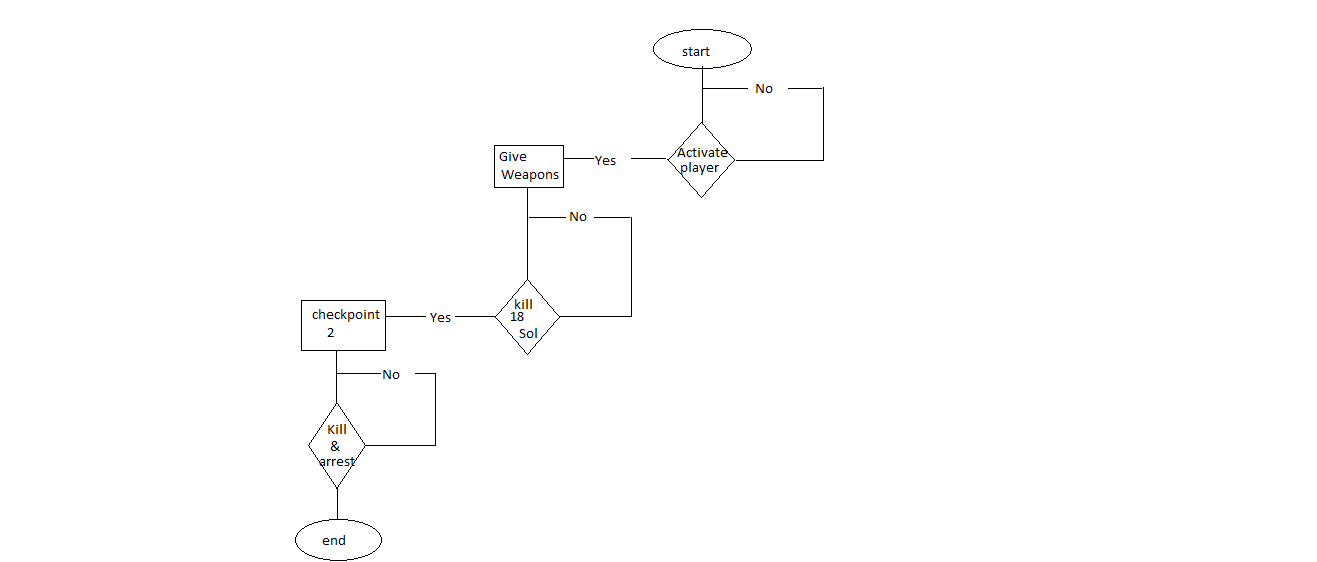 start
No
Activate
player
Yes
Give
Weapons
No
kill
18
Sol
Yes
checkpoint
2
No
Kill
&
arrest
end